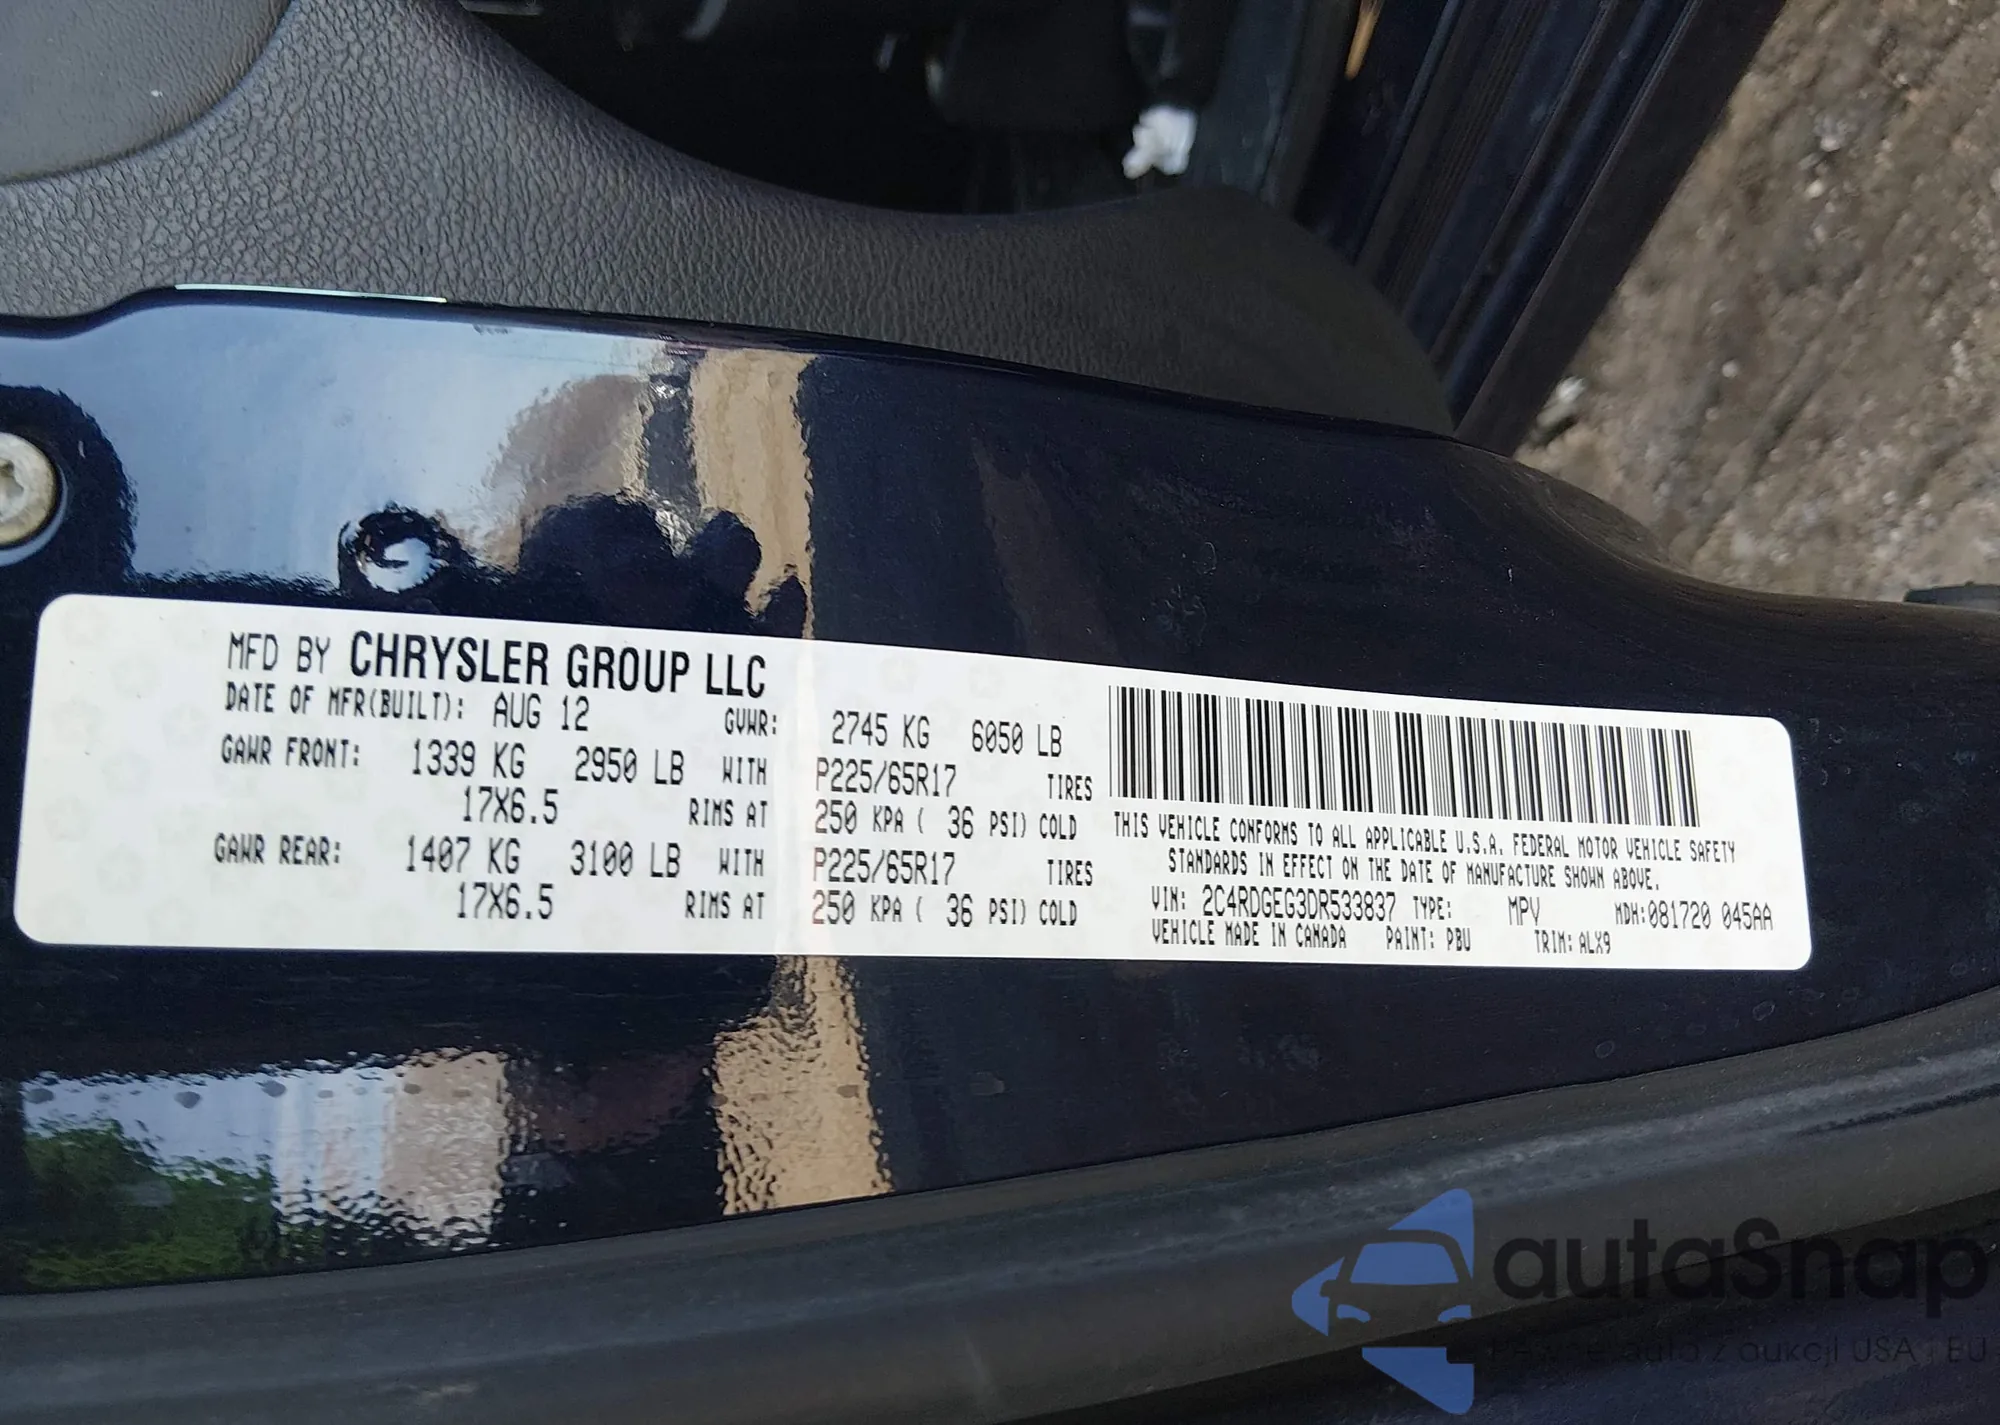 MFD BY CHRYSLER GROUP LLC
DATE OF MFR(BUILT): AUG 12 GVWR: 2745 KG 6050 LB
GAWR FRONT: 1339 KG 2950 LB WITH P225/65R17 TIRES
17X6.5 RIMS AT 250 KPA ( 36 PSI) COLD
GAWR REAR: 1407 KG 3100 LB WITH P225/65R17 TIRES
17X6.5 RIMS AT 250 KPA ( 36 PSI) COLD
THIS VEHICLE CONFORMS TO ALL APPLICABLE U.S.A. FEDERAL MOTOR VEHICLE SAFETY
STANDARDS IN EFFECT ON THE DATE OF MANUFACTURE SHOWN ABOVE.
VIN: 2C4RDGEG3DR533837 TYPE: MPV MDH:081720 045AA
VEHICLE MADE IN CANADA PAINT: PBU TRIM: ALX9
autaSnap
auto z aukcji USA i EU